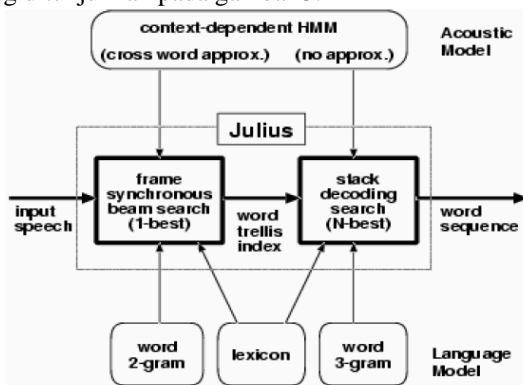 context-dependent HMM
(cross word approx.) (no approx.)
Acoustic
Model
Julius
frame
synchronous
beam search
(1-best)
stack
decoding
search
(N-best)
input
speech
word
trellis
index
word
sequence
word
2-gram
lexicon
word
3-gram
Language
Model